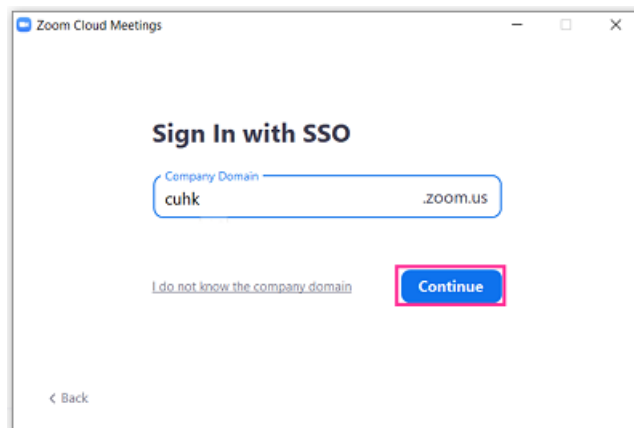 Zoom Cloud Meetings
Sign In with SSO
Company Domain
cuhk .zoom.us
I do not know the company domain
Continue
< Back